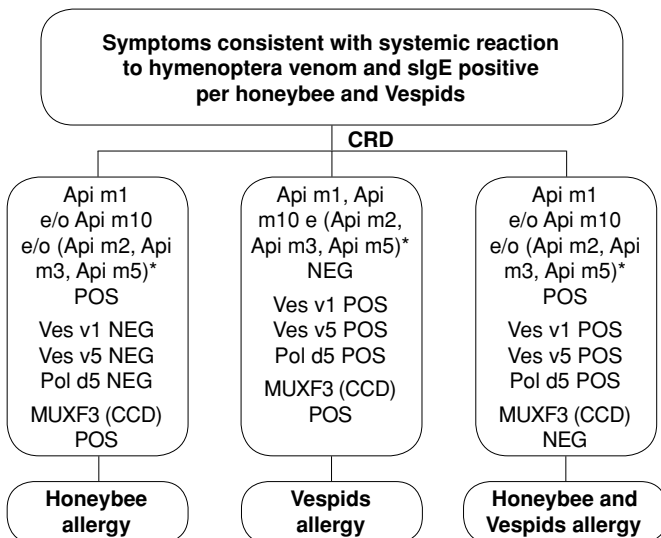 Symptoms consistent with systemic reaction
to hymenoptera venom and sIgE positive
per honeybee and Vespids
CRD
Api m1
e/o Api m10
e/o (Api m2, Api
m3, Api m5)*
POS
Ves v1 NEG
Ves v5 NEG
Pol d5 NEG
MUXF3 (CCD)
POS
Api m1, Api
m10 e (Api m2,
Api m3, Api m5)*
NEG
Ves v1 POS
Ves v5 POS
Pol d5 POS
MUXF3 (CCD)
POS
Api m1
e/o Api m10
e/o (Api m2, Api
m3, Api m5)*
POS
Ves v1 POS
Ves v5 POS
Pol d5 POS
MUXF3 (CCD)
NEG
Honeybee
allergy
Vespids
allergy
Honeybee and
Vespids allergy